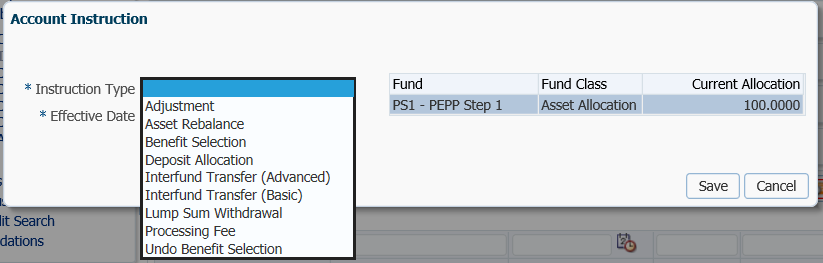 Account Instruction
* Instruction Type
* Effective Date
Adjustment
Asset Rebalance
Benefit Selection
Deposit Allocation
Interfund Transfer (Advanced)
Interfund Transfer (Basic)
Lump Sum Withdrawal
Processing Fee
Undo Benefit Selection
Fund Fund Class Current Allocation
PS1 - PEPP Step 1 Asset Allocation 100.0000
Save Cancel
lit Search
dations